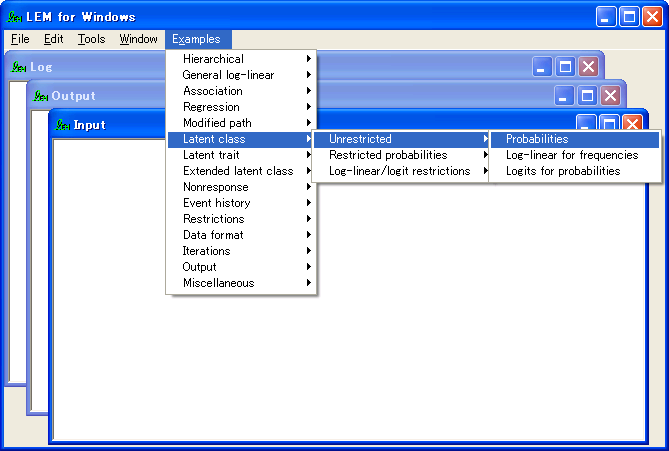 LEM for Windows
File Edit Tools Window Examples
Log
Output
Input
Hierarchical
General log-linear
Association
Regression
Modified path
Latent class
Latent trait
Extended latent class
Nonresponse
Event history
Restrictions
Data format
Iterations
Output
Miscellaneous
Unrestricted
Restricted probabilities
Log-linear/logit restrictions
Probabilities
Log-linear for frequencies
Logits for probabilities